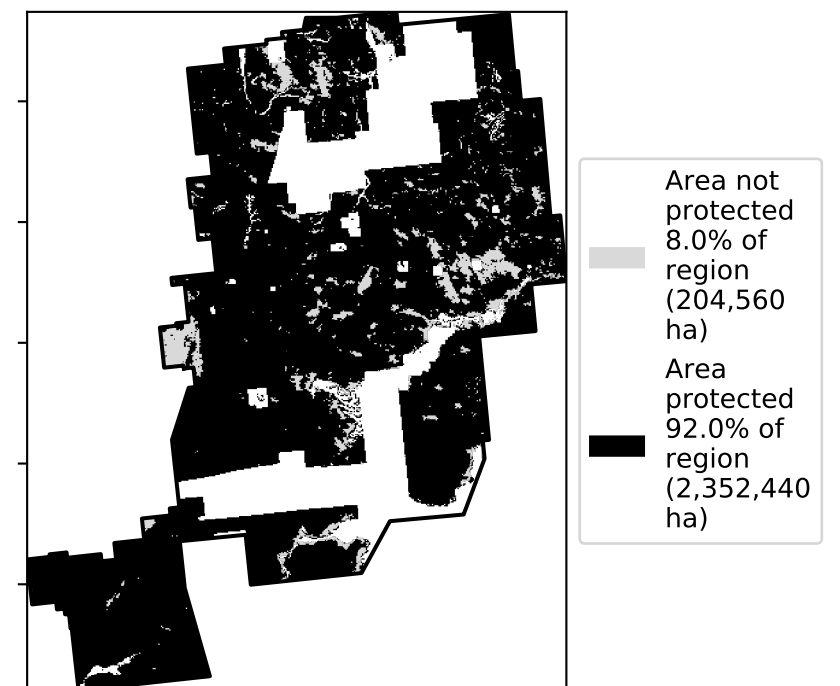 Area not
protected
8.0% of
region
(204,560
ha)
Area
protected
92.0% of
region
(2,352,440
ha)